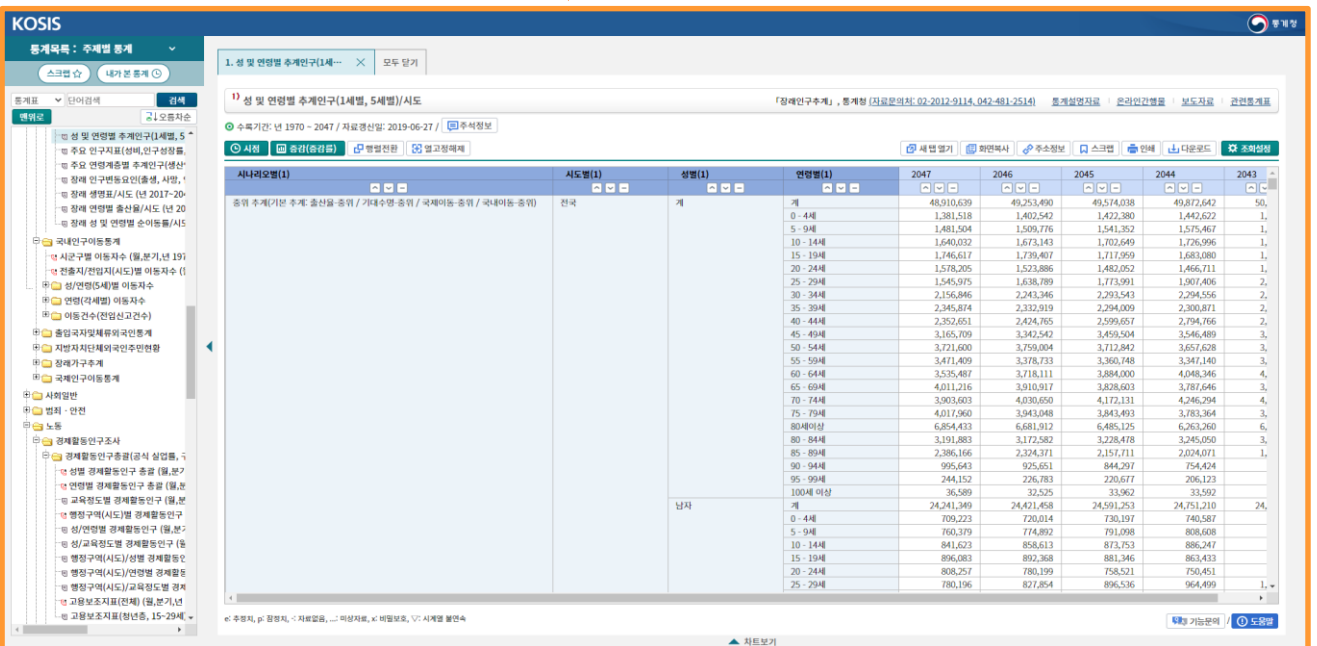 KOSIS
통계청
통계목록 : 주제별 통계
스크랩
내가 본 통계
통계표
단어검색
검색
맨위로
오름차순
성 및 연령별 추계인구(1세별, 5
주요 인구지표(성비,인구성장률,
주요 연령계층별 추계인구(생산
장래 인구변동요인(출생, 사망,
장래 생명표/시도 (년 2017~20
장래 연령별 출산율/시도 (년 20
장래 성 및 연령별 순이동률/시도
국내인구이동통계
시군구별 이동자수 (월,분기,년 197
전출지/전입지(시도)별 이동자수
성/연령(5세)별 이동자수
연령(각세별) 이동자수
이동건수(전입신고건수)
출입국자및체류외국인통계
지방자치단체외국인주민현황
장래가구추계
국제인구이동통계
사회일반
범죄 · 안전
노동
경제활동인구조사
경제활동인구총괄(공식 실업률, 구
성별 경제활동인구 총괄 (월,분기
연령별 경제활동인구 총괄 (월,분
교육정도별 경제활동인구 (월,분
행정구역(시도)별 경제활동인구
성/연령별 경제활동인구 (월,분기
성/교육정도별 경제활동인구 (월
행정구역(시도)/성별 경제활동인
행정구역(시도)/연령별 경제활동
행정구역(시도)/교육정도별 경제
고용보조지표(전체) (월,분기,년
고용보조지표(청년층, 15~29세)
1. 성 및 연령별 추계인구(1세…
모두 닫기
1) 성 및 연령별 추계인구(1세별, 5세별)/시도
「장래인구추계」, 통계청 (자료문의처: 02-2012-9114, 042-481-2514) 통계설명자료 온라인간행물 보도자료 관련통계표
수록기간: 년 1970 ~ 2047 / 자료갱신일: 2019-06-27 / 주석정보
시점 증감(증감률) 행렬전환 열고정해제
새 탭 열기 화면복사 주소정보 스크랩 인쇄 다운로드 조회설정
시나리오별(1) 시도별(1) 성별(1) 연령별(1) 2047 2046 2045 2044 2043
중위 추계(기본 추계: 출산율-중위 / 기대수명-중위 / 국제이동-중위 / 국내이동-중위) 전국 계 계 48,910,639 49,253,490 49,574,038 49,872,642 50,
0 - 4세 1,381,518 1,402,542 1,422,380 1,442,622 1,
5 - 9세 1,481,504 1,509,776 1,541,352 1,575,467 1,
10 - 14세 1,640,032 1,673,143 1,702,649 1,726,996 1,
15 - 19세 1,746,617 1,739,407 1,717,959 1,683,080 1,
20 - 24세 1,578,205 1,523,886 1,482,052 1,466,711 1,
25 - 29세 1,545,975 1,638,789 1,773,991 1,907,406 2,
30 - 34세 2,156,846 2,243,346 2,293,543 2,294,556 2,
35 - 39세 2,345,874 2,332,919 2,294,009 2,300,871 2,
40 - 44세 2,352,651 2,424,765 2,599,657 2,794,766 2,
45 - 49세 3,165,709 3,342,542 3,459,504 3,546,489 3,
50 - 54세 3,721,600 3,759,004 3,712,842 3,657,628 3,
55 - 59세 3,471,409 3,378,733 3,360,748 3,347,140 3,
60 - 64세 3,535,487 3,718,111 3,884,000 4,048,346 4,
65 - 69세 4,011,216 3,910,917 3,828,603 3,787,646 3,
70 - 74세 3,903,603 4,030,650 4,172,131 4,246,294 4,
75 - 79세 4,017,960 3,943,048 3,843,493 3,783,364 3,
80세이상 6,854,433 6,681,912 6,485,125 6,263,260 6,
80 - 84세 3,191,883 3,172,582 3,228,478 3,245,050 3,
85 - 89세 2,386,166 2,324,371 2,157,711 2,024,071 1,
90 - 94세 995,643 925,651 844,297 754,424
95 - 99세 244,152 226,783 220,677 206,123
100세 이상 36,589 32,525 33,962 33,592
남자 계 24,241,349 24,421,458 24,591,253 24,751,210 24,
0 - 4세 709,223 720,014 730,197 740,587
5 - 9세 760,379 774,892 791,098 808,608
10 - 14세 841,623 858,613 873,753 886,247
15 - 19세 896,083 892,368 881,346 863,433
20 - 24세 808,257 780,199 758,521 750,451
25 - 29세 780,196 827,854 896,536 964,499 1,
e: 추정치, p: 잠정치, -: 자료없음, ...: 미상자료, x: 비밀보호, ▽: 시계열 불연속
기능문의 / 도움말
차트보기